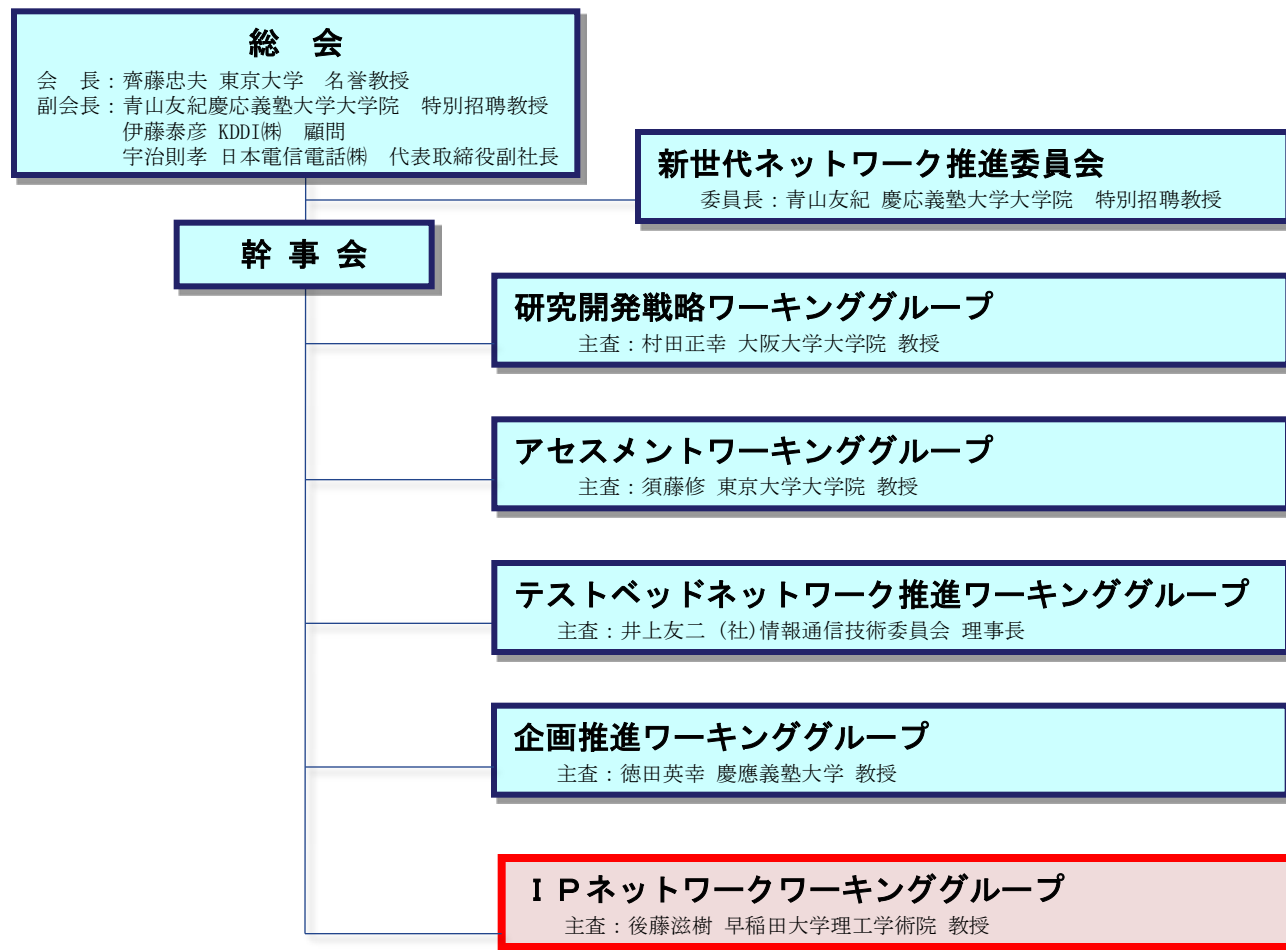 総 会
会 長：齊藤忠夫 東京大学 名誉教授
副会長：青山友紀慶応義塾大学大学院 特別招聘教授
伊藤泰彦 KDDI㈱ 顧問
宇治則孝 日本電信電話㈱ 代表取締役副社長
新世代ネットワーク推進委員会
委員長：青山友紀 慶応義塾大学大学院 特別招聘教授
幹 事 会
研究開発戦略ワーキンググループ
主査：村田正幸 大阪大学大学院 教授
アセスメントワーキンググループ
主査：須藤修 東京大学大学院 教授
テストベッドネットワーク推進ワーキンググループ
主査：井上友二 (社)情報通信技術委員会 理事長
企画推進ワーキンググループ
主査：徳田英幸 慶應義塾大学 教授
ＩＰネットワークワーキンググループ
主査：後藤滋樹 早稲田大学理工学術院 教授